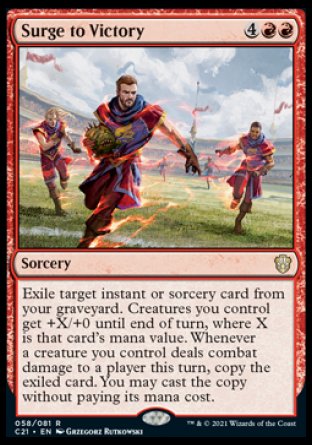 Surge to Victory 4
Sorcery
Exile target instant or sorcery card from
your graveyard. Creatures you control
get +X/+0 until end of turn, where X
is that card's mana value. Whenever
a creature you control deals combat
damage to a player this turn, copy the
exiled card. You may cast the copy
without paying its mana cost.
058/081 R
C21 • EN Grzegorz Rutkowski ™ & © 2021 Wizards of the Coast